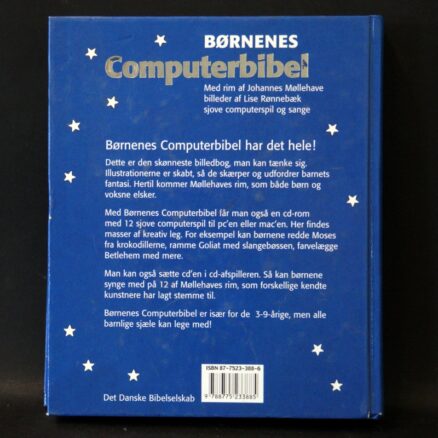 BØRNENES
Computerbibel
Med rim af Johannes Møllehave
billeder af Lise Rønnebæk
sjove computerspil og sange
Børnenes Computerbibel har det hele!
Dette er den skønneste billedbog, man kan tænke sig.
Illustrationerne er skabt, så de skærper og udfordrer barnets
fantasi. Hertil kommer Møllehaves rim, som både børn og
voksne elsker.
Med Børnenes Computerbibel får man også en cd-rom
med 12 sjove computerspil til pc'en eller mac'en. Her findes
masser af kreativ leg. For eksempel kan børnene redde Moses
fra krokodillerne, ramme Goliat med slangebøssen, farvelægge
Betlehem med mere.
Man kan også sætte cd'en i cd-afspilleren. Så kan børnene
synge med på 12 af Møllehaves rim, som forskellige kendte
kunstnere har lagt stemme til.
Børnenes Computerbibel er især for de 3-9-årige, men alle
barnlige sjæle kan lege med!
ISBN 87-7523-388-6
9 788775 233885
Det Danske Bibelselskab